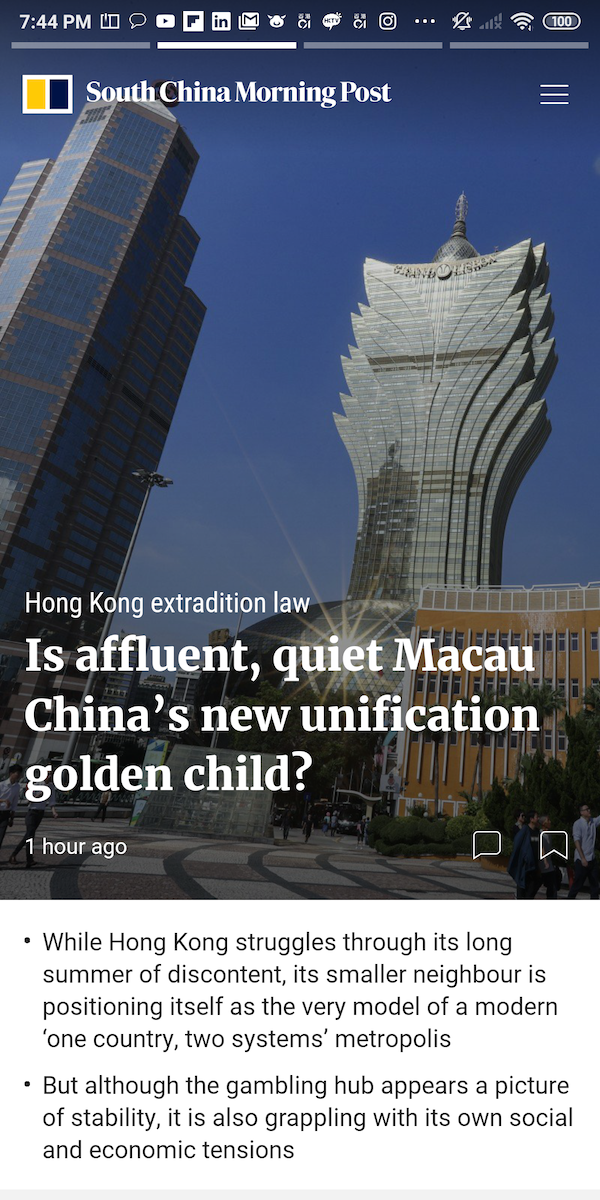 7:44 PM
100
South China Morning Post
GRAND LISBOA
Hong Kong extradition law
Is affluent, quiet Macau
China’s new unification
golden child?
1 hour ago
• While Hong Kong struggles through its long
summer of discontent, its smaller neighbour is
positioning itself as the very model of a modern
‘one country, two systems’ metropolis
• But although the gambling hub appears a picture
of stability, it is also grappling with its own social
and economic tensions